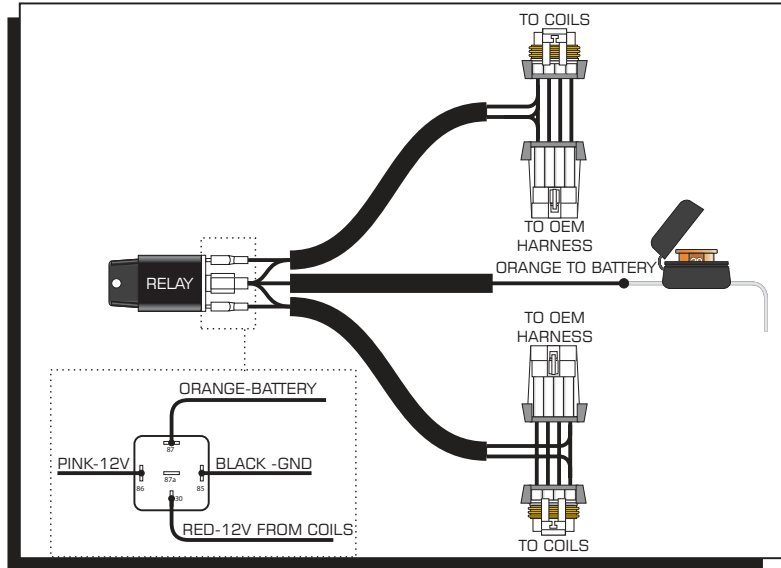 TO COILS
TO OEM
HARNESS
ORANGE TO BATTERY
RELAY
TO OEM
HARNESS
TO COILS
ORANGE-BATTERY
87
PINK-12V
BLACK -GND
87a
86
85
30
RED-12V FROM COILS